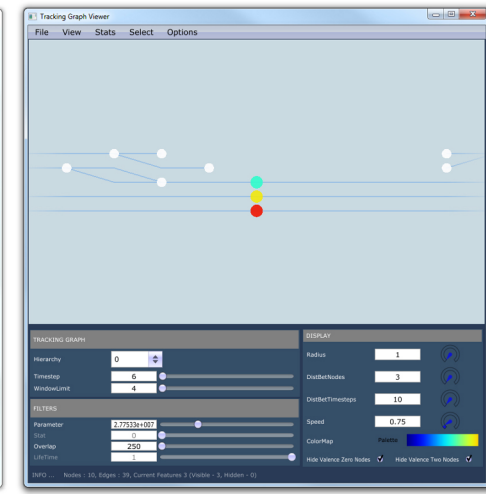 Tracking Graph Viewer
File View Stats Select Options
TRACKING GRAPH
Hierarchy 0
Timestep 6
WindowLimit 4
FILTERS
Parameter 2.77533e+007
Stat 0
Overlap 250
LifeTime 1
DISPLAY
Radius 1
DistBetNodes 3
DistBetTimesteps 10
Speed 0.75
ColorMap Palette
Hide Valence Zero Nodes Hide Valence Two Nodes
INFO ... Nodes : 10, Edges : 39, Current Features 3 (Visible - 3, Hidden - 0)